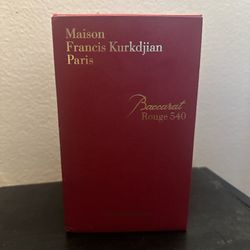 Maison
Francis Kurkdjian
Paris
Baccarat
Rouge 540